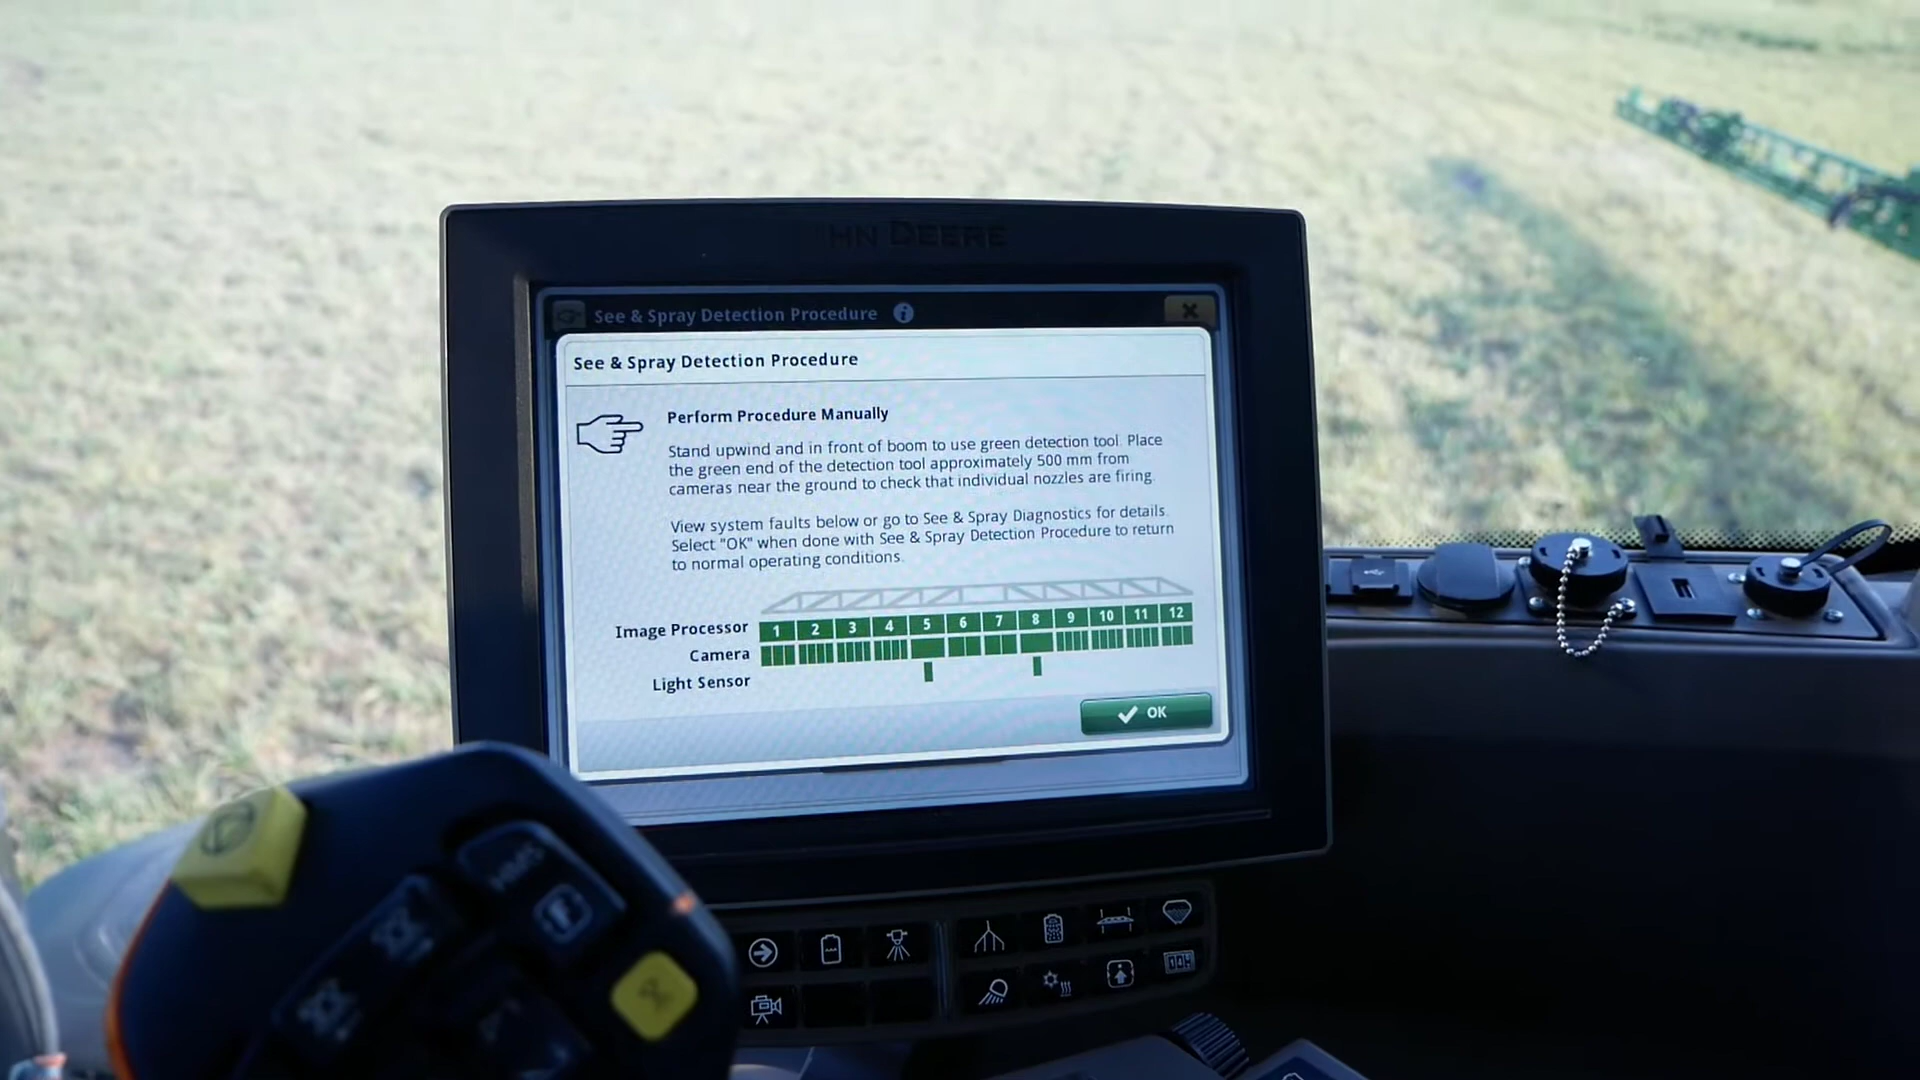 HN DEERE
See & Spray Detection Procedure
See & Spray Detection Procedure
Perform Procedure Manually
Stand upwind and in front of boom to use green detection tool. Place
the green end of the detection tool approximately 500 mm from
cameras near the ground to check that individual nozzles are firing.
View system faults below or go to See & Spray Diagnostics for details.
Select "OK" when done with See & Spray Detection Procedure to return
to normal operating conditions.
Image Processor 1 2 3 4 5 6 7 8 9 10 11 12
Camera
Light Sensor
OK